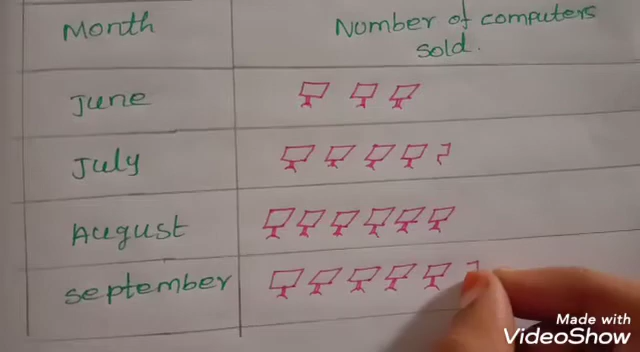 Month
Number of computers
sold.
June
July
August
September
Made with
VideoShow